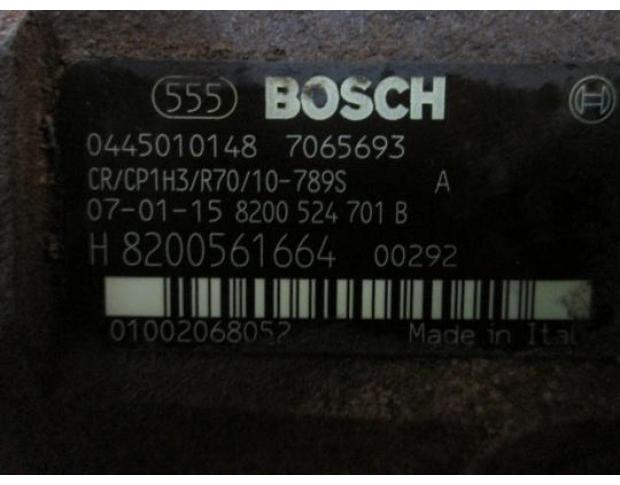 555 BOSCH
0445010148 7065693
CR/CP1H3/R70/10-789S A
07-01-15 8200 524 701 B
H 8200561664 00292
01002068052 Made in Ital